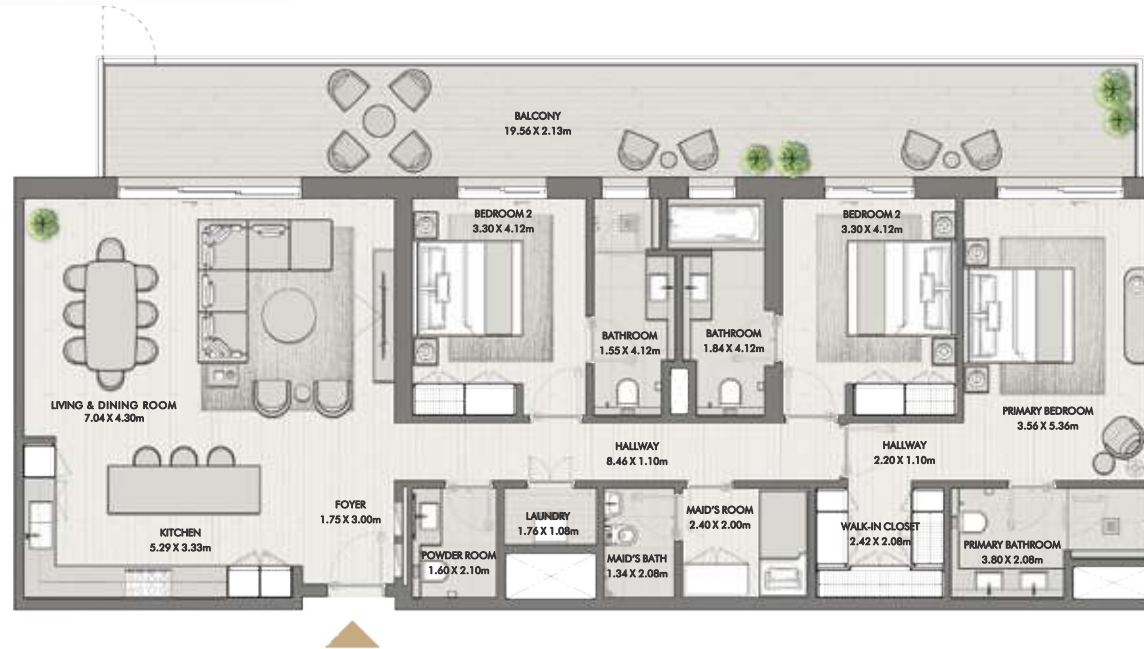 BALCONY
19.56 X 2.13m
BEDROOM 2
3.30 X 4.12m
BEDROOM 2
3.30 X 4.12m
BATHROOM
1.55 X 4.12m
BATHROOM
1.84 X 4.12m
LIVING & DINING ROOM
7.04 X 4.30m
PRIMARY BEDROOM
3.56 X 5.36m
HALLWAY
8.46 X 1.10m
HALLWAY
2.20 X 1.10m
FOYER
1.75 X 3.00m
KITCHEN
5.29 X 3.33m
LAUNDRY
1.76 X 1.08m
MAID'S ROOM
2.40 X 2.00m
WALK-IN CLOSET
2.42 X 2.08m
POWDER ROOM
1.60 X 2.10m
MAID'S BATH
1.34 X 2.08m
PRIMARY BATHROOM
3.80 X 2.08m